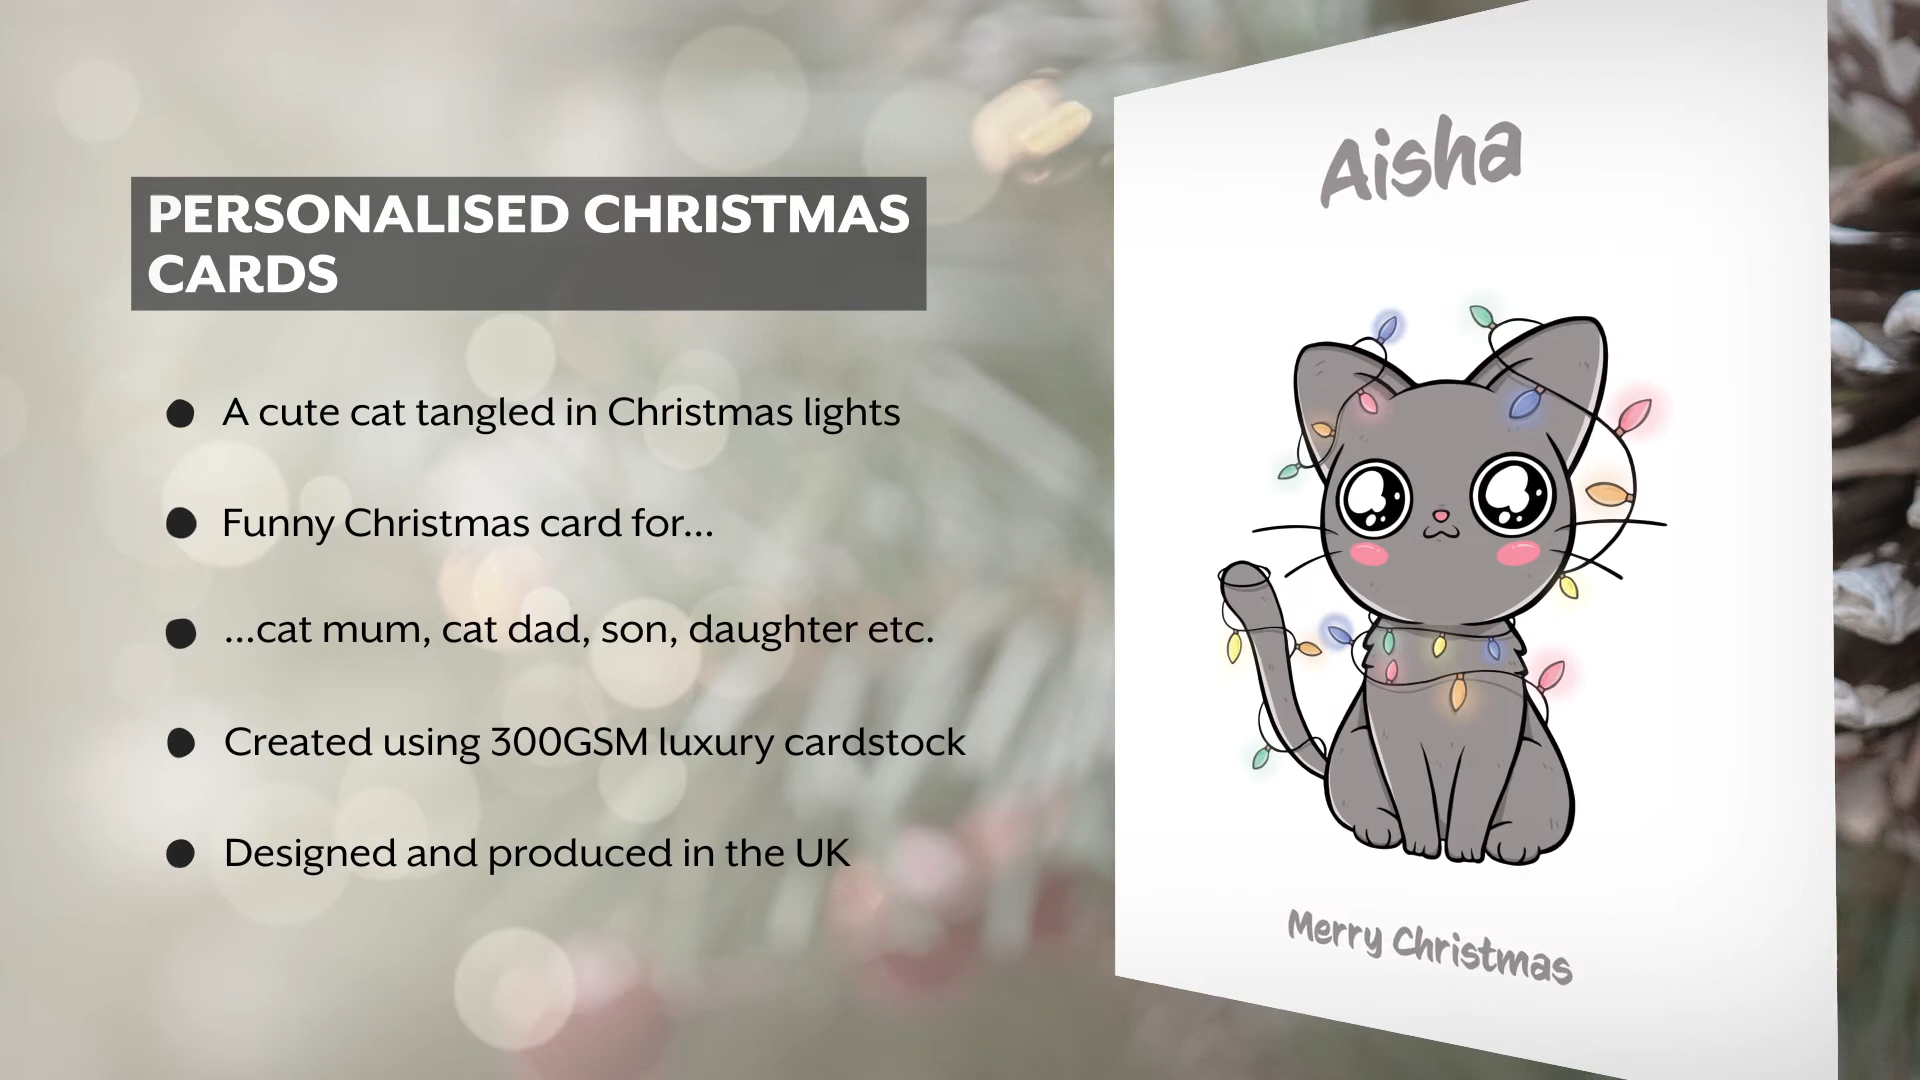 PERSONALISED CHRISTMAS
CARDS
A cute cat tangled in Christmas lights
Funny Christmas card for...
...cat mum, cat dad, son, daughter etc.
Created using 300GSM luxury cardstock
Designed and produced in the UK
Aisha
Merry Christmas